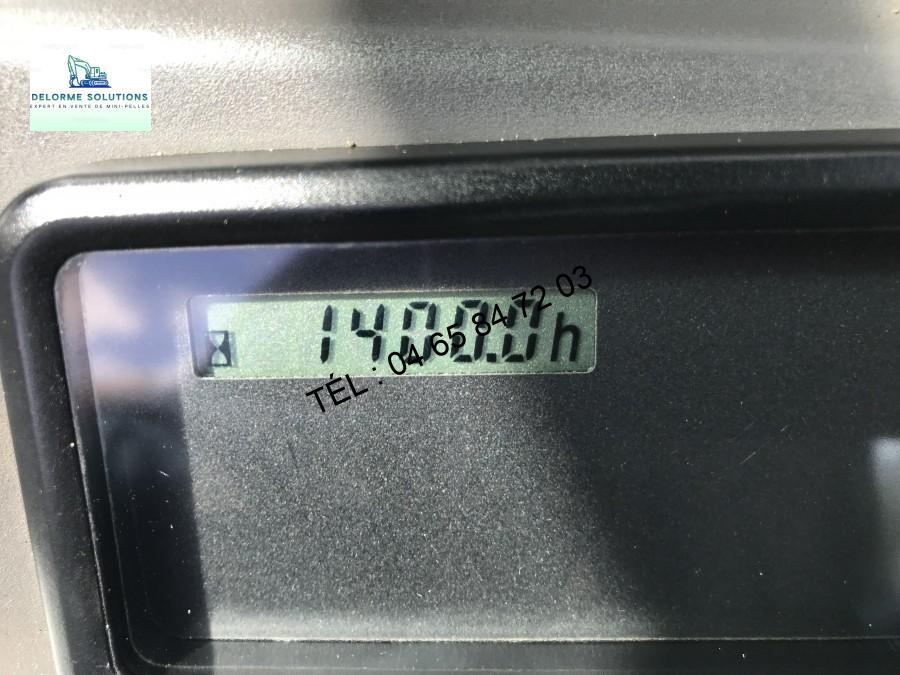 DELORME SOLUTIONS
EXPERT EN VENTE DE MINI-PELLES
1400.0h
TÉL : 04 65 84 72 03